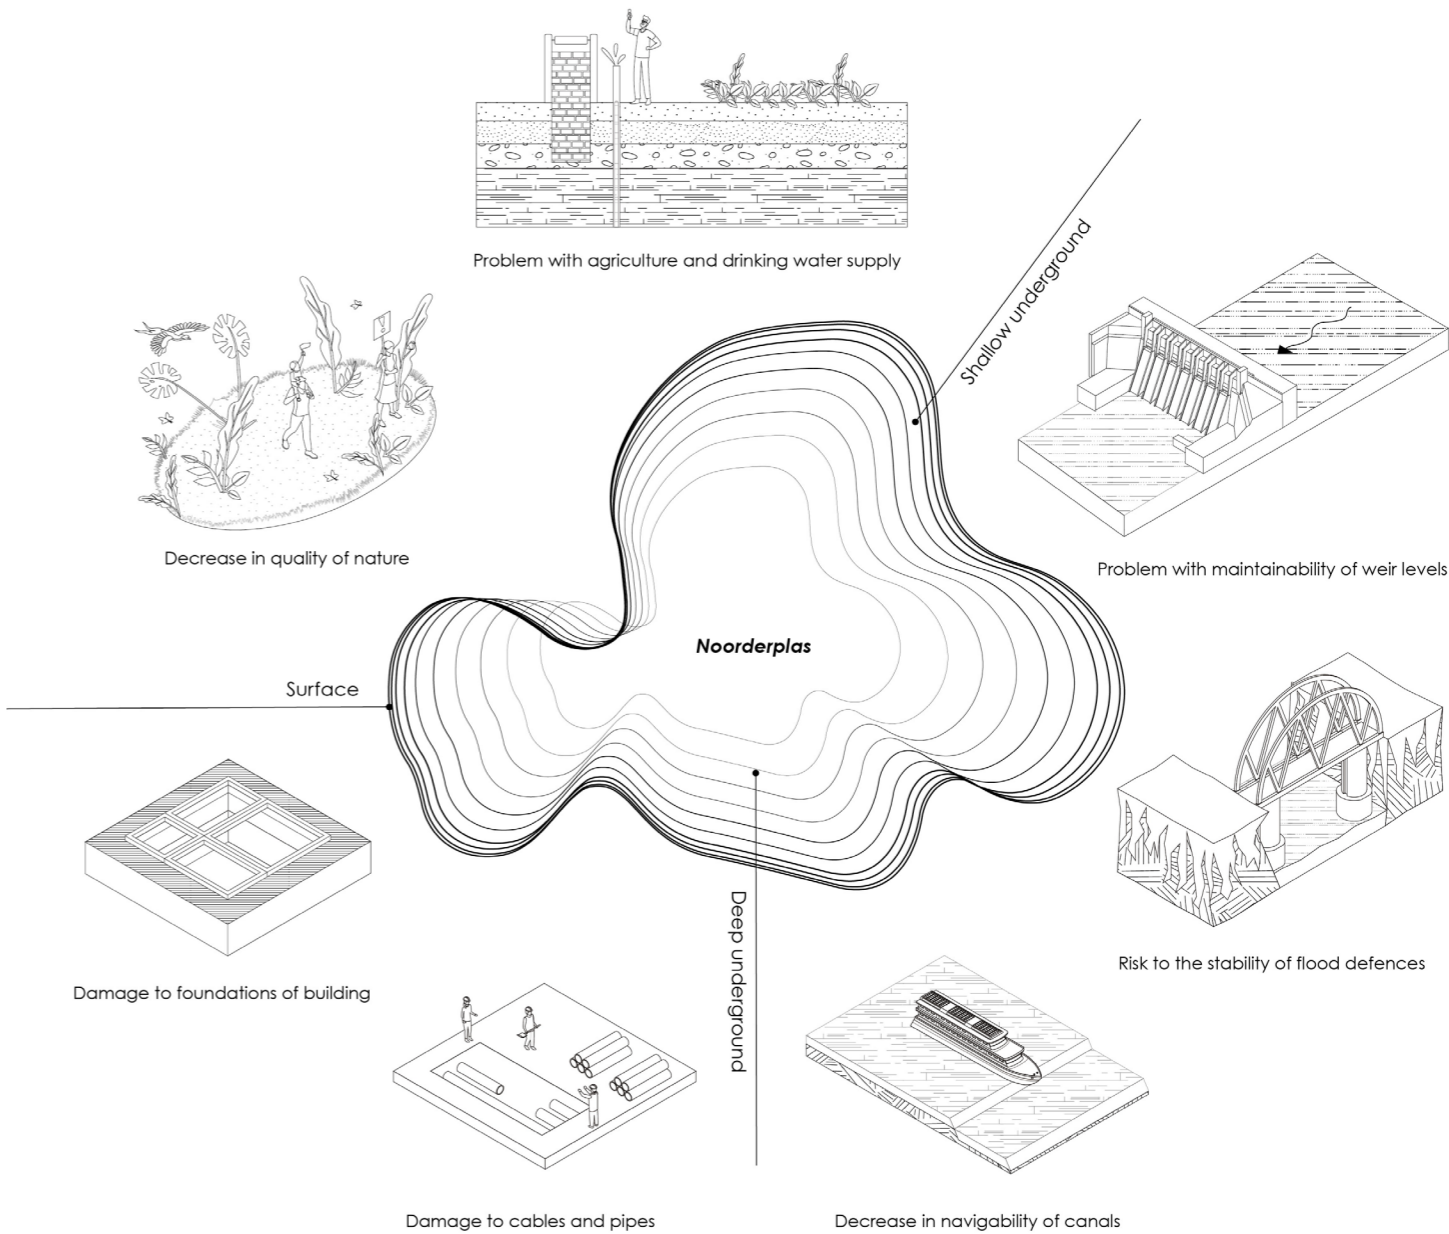 Problem with agriculture and drinking water supply
Shallow underground
Decrease in quality of nature
Problem with maintainability of weir levels
Noorderplas
Surface
Deep underground
Risk to the stability of flood defences
Damage to foundations of building
Damage to cables and pipes
Decrease in navigability of canals